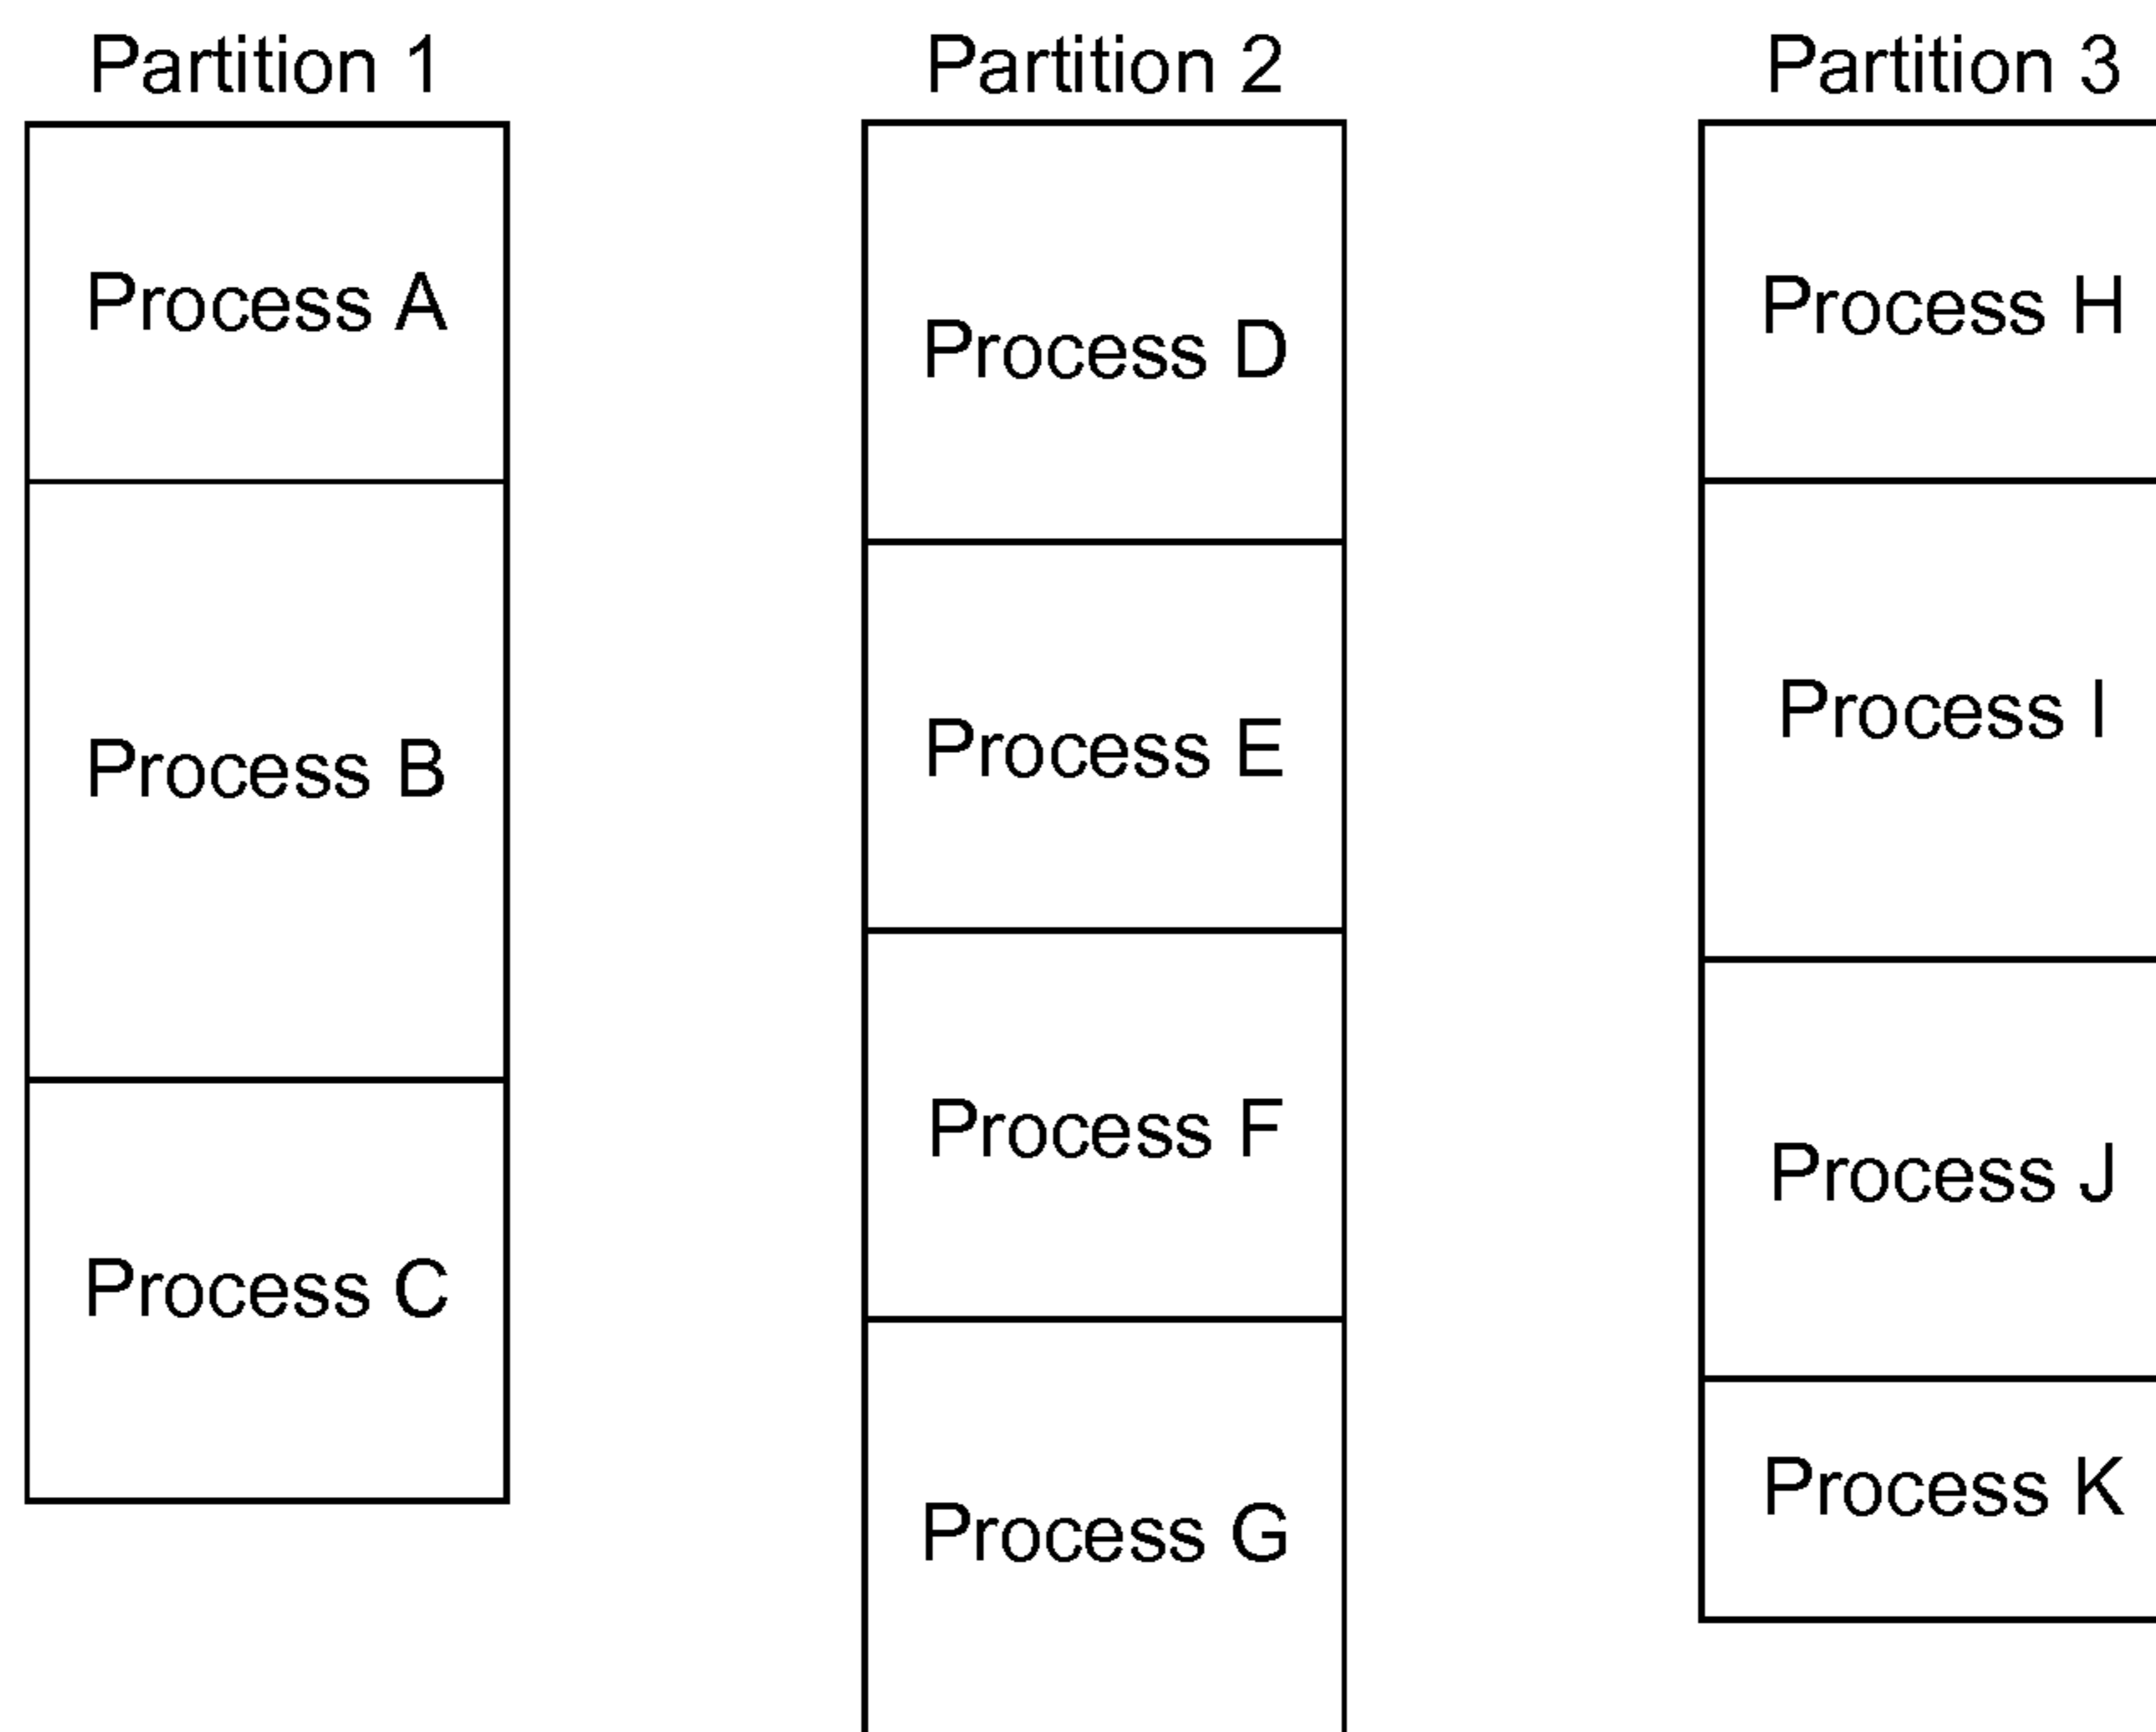 Partition 1
Process A
Process B
Process C
Partition 2
Process D
Process E
Process F
Process G
Partition 3
Process H
Process I
Process J
Process K